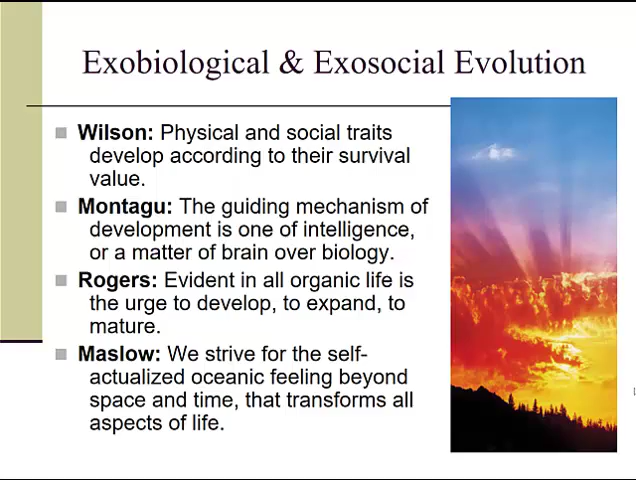 Exobiological & Exosocial Evolution
Wilson: Physical and social traits
develop according to their survival
value.
Montagu: The guiding mechanism of
development is one of intelligence,
or a matter of brain over biology.
Rogers: Evident in all organic life is
the urge to develop, to expand, to
mature.
Maslow: We strive for the self-
actualized oceanic feeling beyond
space and time, that transforms all
aspects of life.